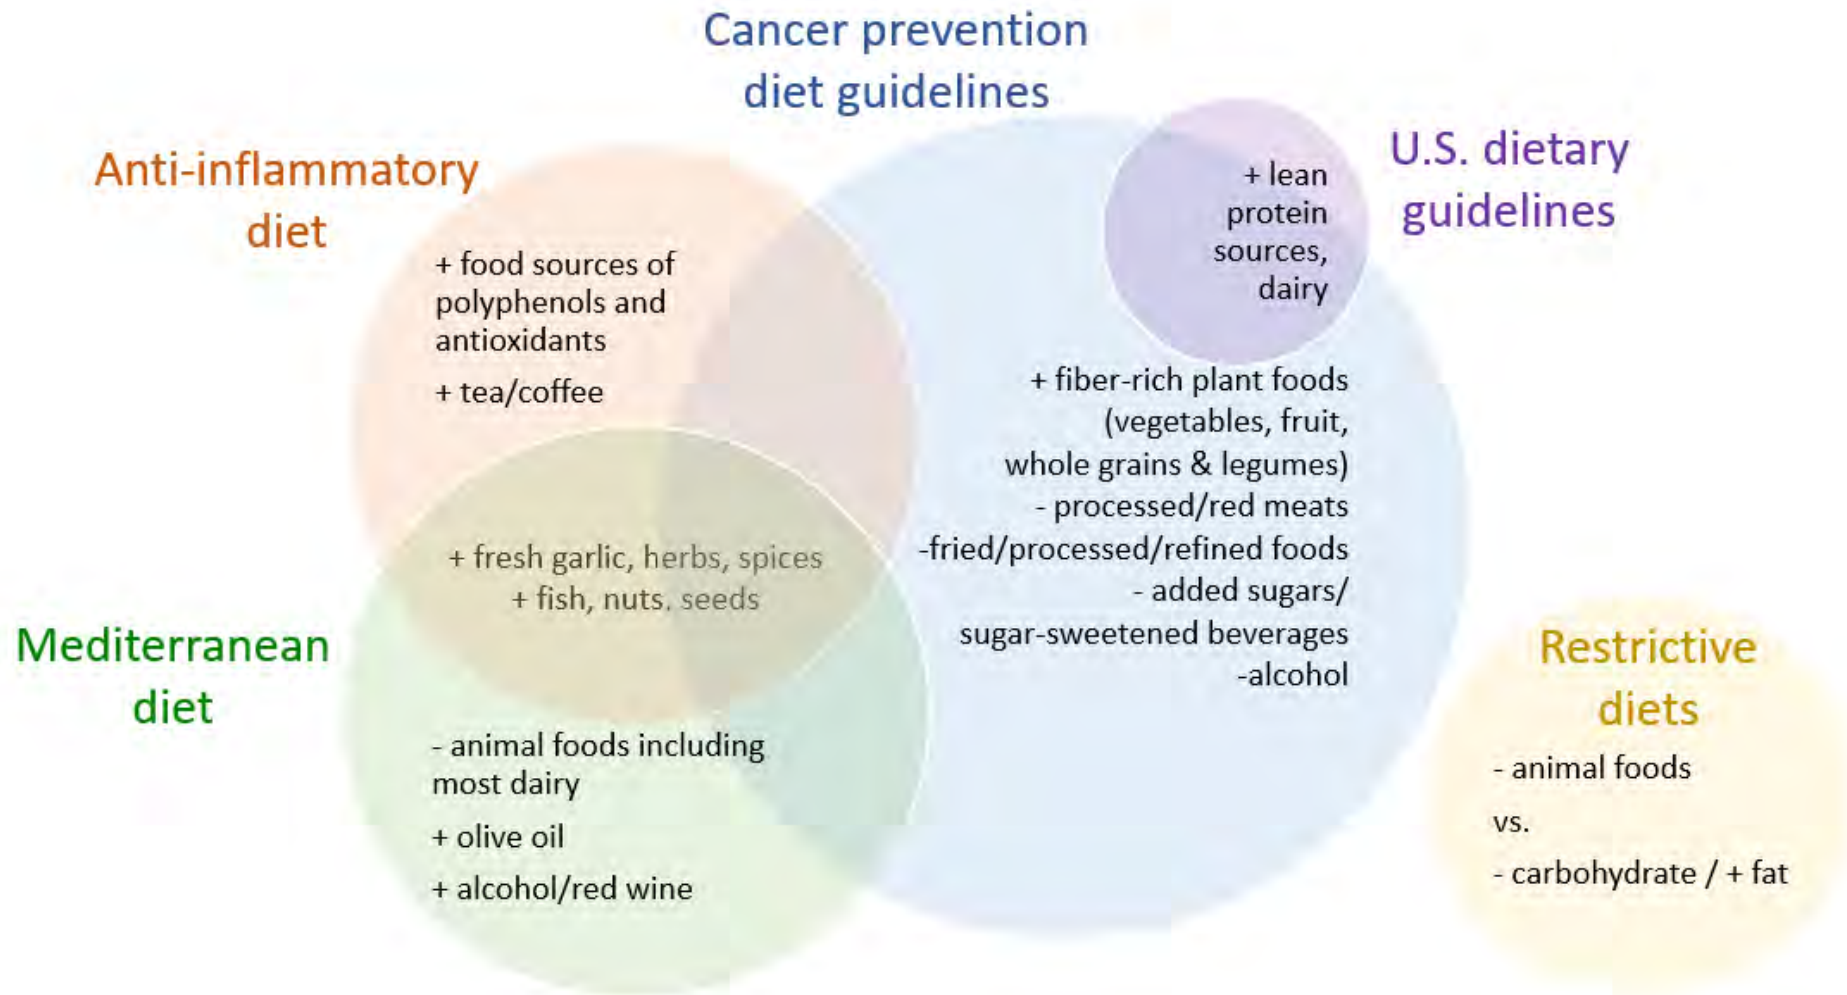 Cancer prevention
diet guidelines
Anti-inflammatory
diet
U.S. dietary
guidelines
+ lean
protein
sources,
dairy
+ food sources of
polyphenols and
antioxidants
+ tea/coffee
+ fiber-rich plant foods
(vegetables, fruit,
whole grains & legumes)
- processed/red meats
-fried/processed/refined foods
- added sugars/
sugar-sweetened beverages
-alcohol
+ fresh garlic, herbs, spices
+ fish, nuts. seeds
Mediterranean
diet
- animal foods including
most dairy
+ olive oil
+ alcohol/red wine
Restrictive
diets
- animal foods
vs.
- carbohydrate / + fat